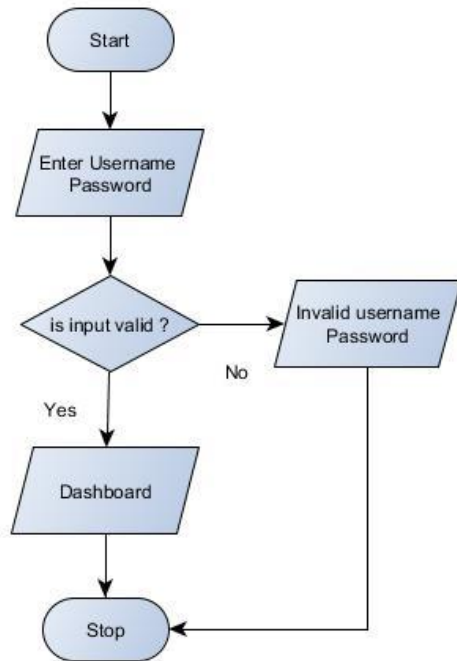 Start
Enter Username
Password
is input valid ?
Invalid username
Password
No
Yes
Dashboard
Stop